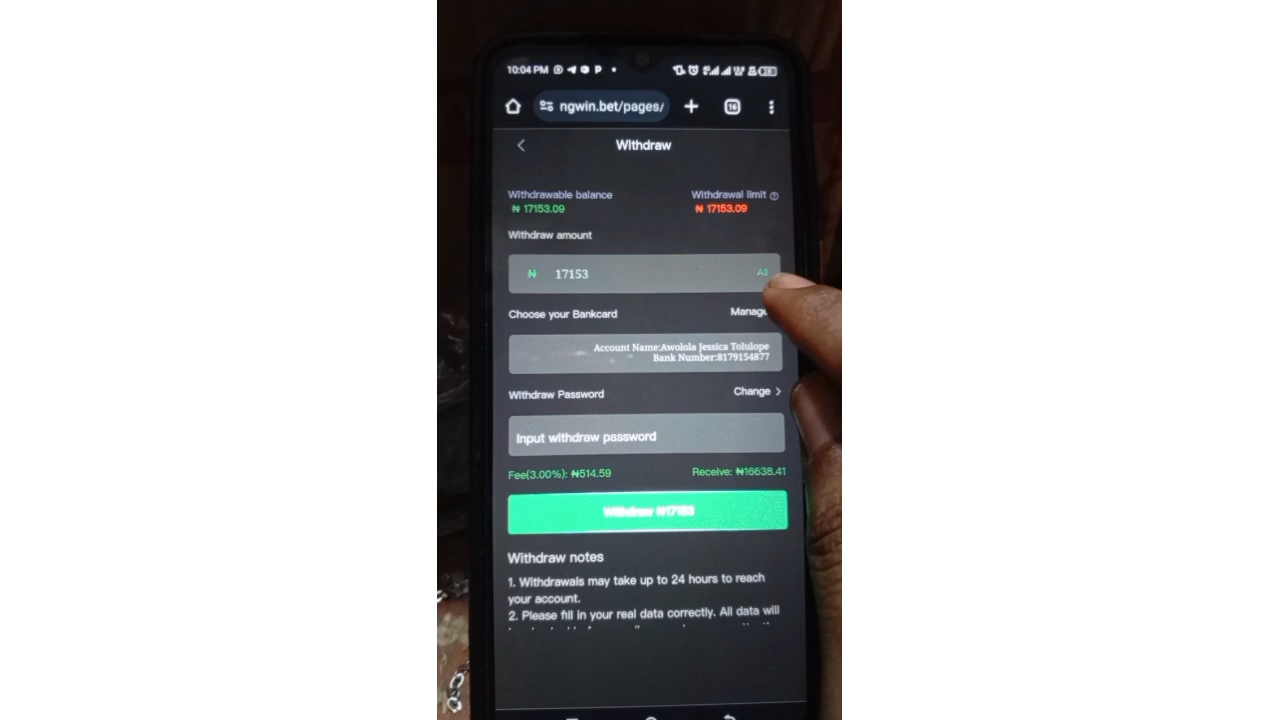 10:04 PM
ngwin.bet/pages/
16
Withdraw
Withdrawable balance
Withdrawal limit
₦ 17153.09
₦ 17153.09
Withdraw amount
₦ 17153
All
Choose your Bankcard
Manage
Account Name:Awolola Jessica Tolulope
Bank Number:8179154877
Withdraw Password
Change >
Input withdraw password
Fee(3.00%): ₦514.59
Receive: ₦16638.41
Withdraw ₦17153
Withdraw notes
1. Withdrawals may take up to 24 hours to reach
your account.
2. Please fill in your real data correctly. All data will